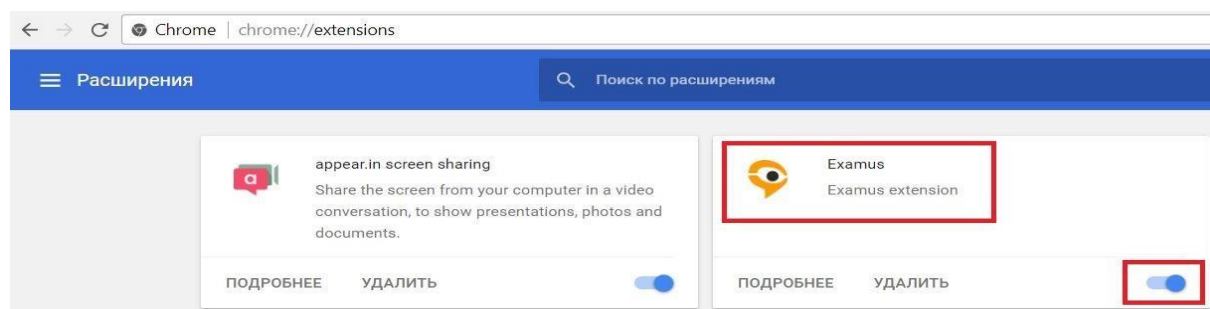 Chrome | chrome://extensions
Расширения
Поиск по расширениям
appear.in screen sharing
Share the screen from your computer in a video
conversation, to show presentations, photos and
documents.
ПОДРОБНЕЕ УДАЛИТЬ
Examus
Examus extension
ПОДРОБНЕЕ УДАЛИТЬ